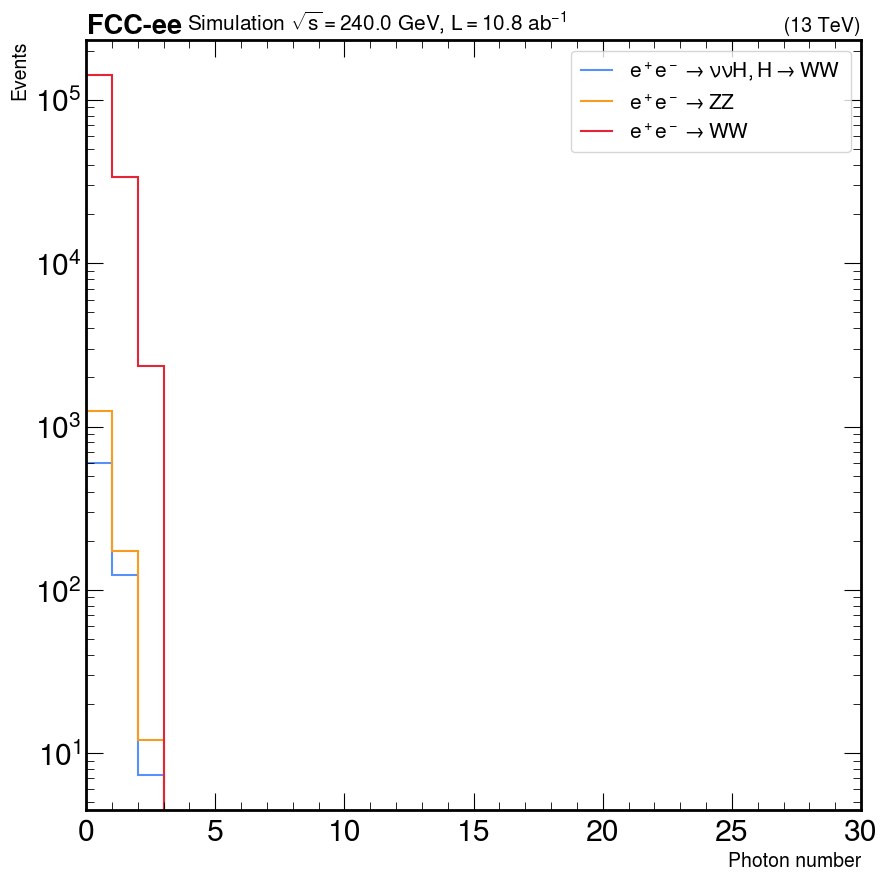 FCC-ee Simulation √s = 240.0 GeV, L = 10.8 ab⁻¹ (13 TeV)
Events
e⁺e⁻ → ννH, H → WW
e⁺e⁻ → ZZ
e⁺e⁻ → WW
10⁵
10⁴
10³
10²
10¹
0 5 10 15 20 25 30
Photon number